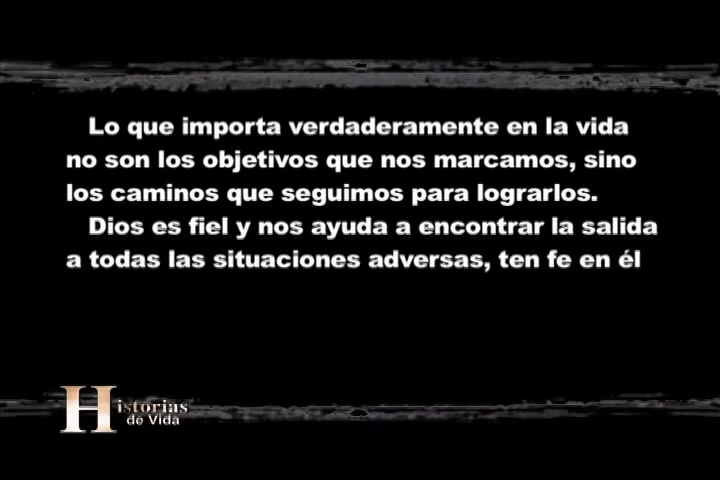 Lo que importa verdaderamente en la vida
no son los objetivos que nos marcamos, sino
los caminos que seguimos para lograrlos.
Dios es fiel y nos ayuda a encontrar la salida
a todas las situaciones adversas, ten fe en él
Historias
de Vida